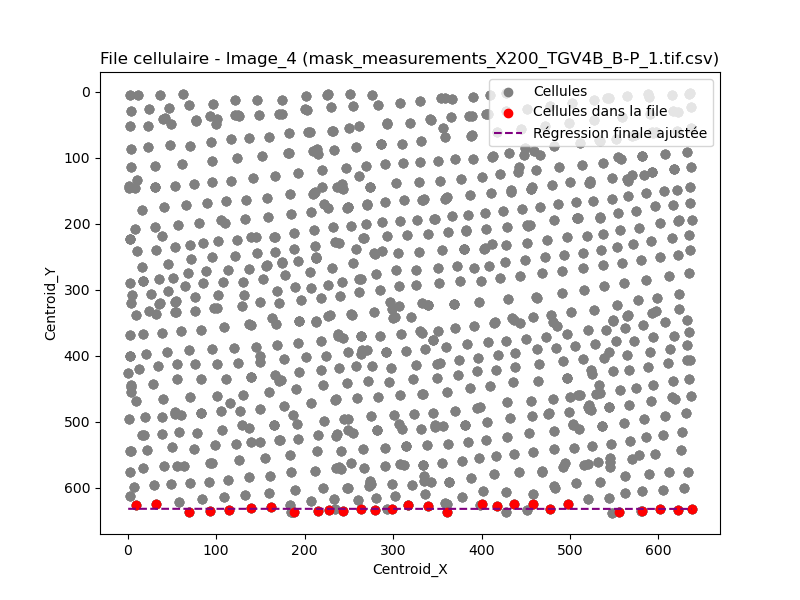 File cellulaire - Image_4 (mask_measurements_X200_TGV4B_B-P_1.tif.csv)
Cellules
Cellules dans la file
Régression finale ajustée
0
100
200
300
400
500
600
Centroid_Y
0 100 200 300 400 500 600
Centroid_X